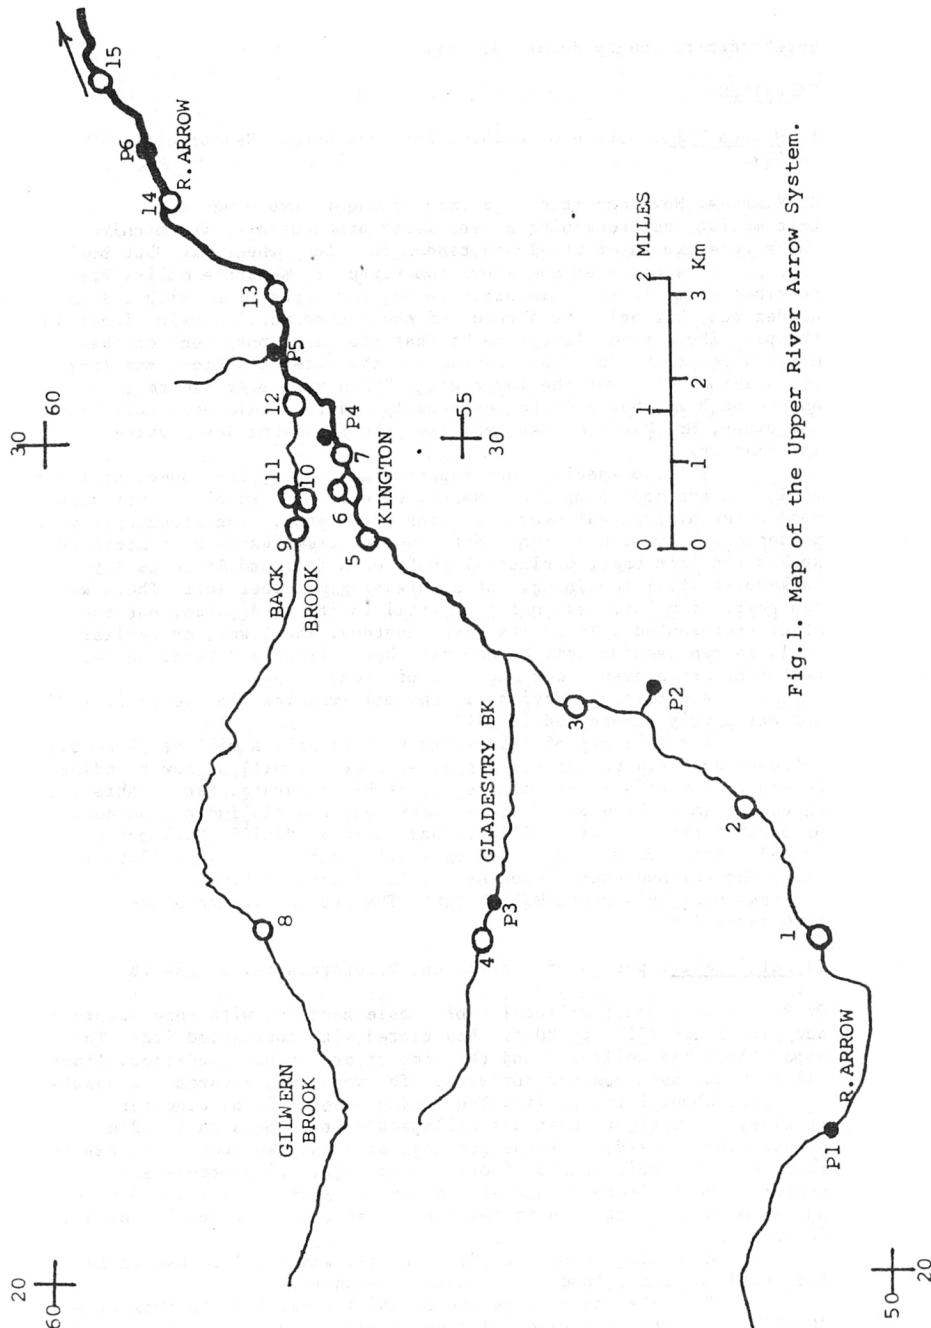 20
60
30
60
50
20
55
30
GILWERN
BROOK
8
BACK
BROOK
9
10
11
12
GLADESTRY BK
4
P3
P1
R.ARROW
1
2
P2
3
5
6
7
P4
KINGTON
P5
13
14
R.ARROW
P6
15
0 1 2 MILES
0 1 2 3 Km
Fig.1. Map of the Upper River Arrow System.